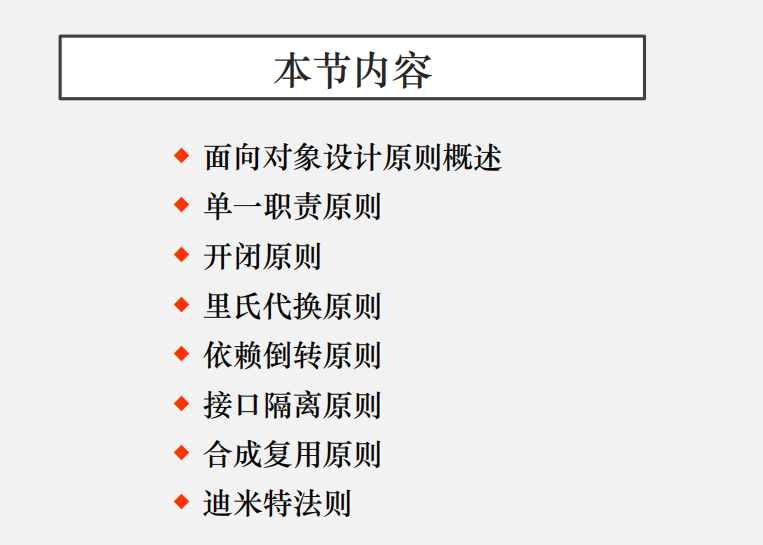 本节内容
面向对象设计原则概述
单一职责原则
开闭原则
里氏代换原则
依赖倒转原则
接口隔离原则
合成复用原则
迪米特法则